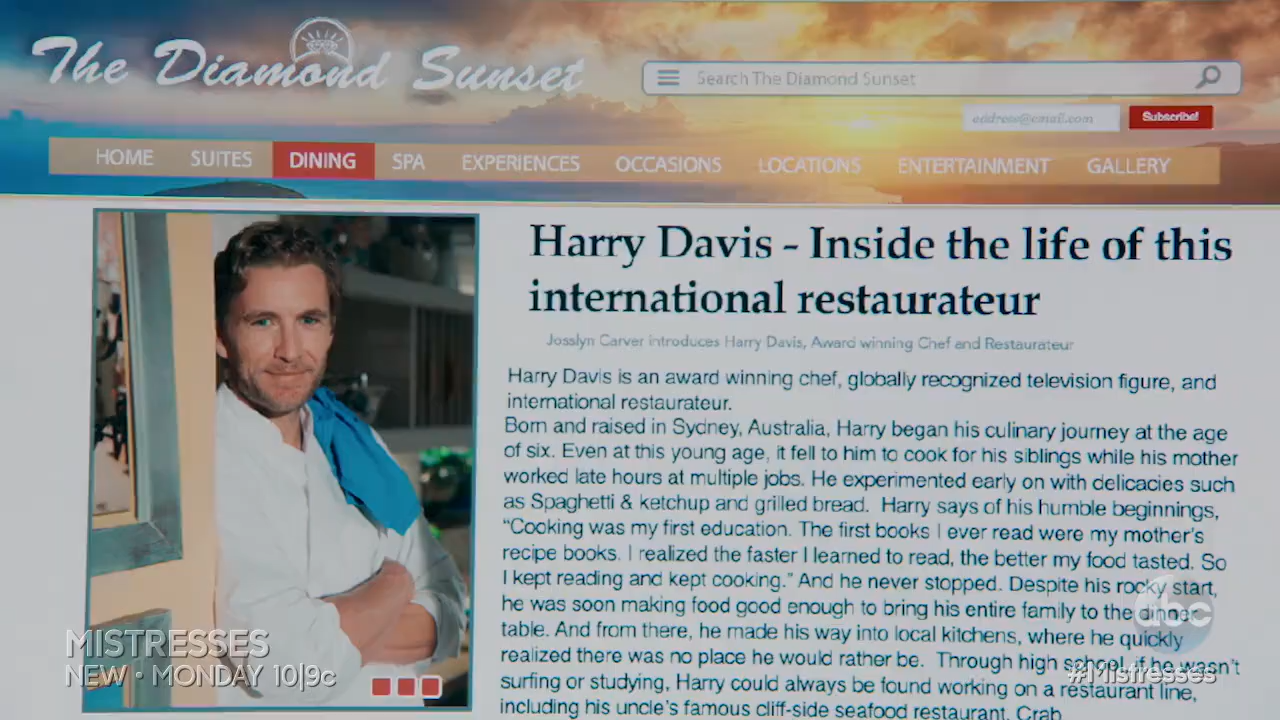 The Diamond Sunset
Search The Diamond Sunset
address@email.com
Subscribe!
HOME SUITES DINING SPA EXPERIENCES OCCASIONS LOCATIONS ENTERTAINMENT GALLERY
Harry Davis - Inside the life of this
international restaurateur
Josslyn Carver introduces Harry Davis, Award winning Chef and Restaurateur
Harry Davis is an award winning chef, globally recognized television figure, and
international restaurateur.
Born and raised in Sydney, Australia, Harry began his culinary journey at the age
of six. Even at this young age, it fell to him to cook for his siblings while his mother
worked late hours at multiple jobs. He experimented early on with delicacies such
as Spaghetti & ketchup and grilled bread. Harry says of his humble beginnings,
“Cooking was my first education. The first books I ever read were my mother’s
recipe books. I realized the faster I learned to read, the better my food tasted. So
I kept reading and kept cooking.” And he never stopped. Despite his rocky start,
he was soon making food good enough to bring his entire family to the dinner
table. And from there, he made his way into local kitchens, where he quickly
realized there was no place he would rather be. Through high school, if he wasn’t
surfing or studying, Harry could always be found working on a restaurant line,
including his uncle’s famous cliff-side seafood restaurant, Crab
abc
MISTRESSES
NEW • MONDAY 10|9c
#Mistresses